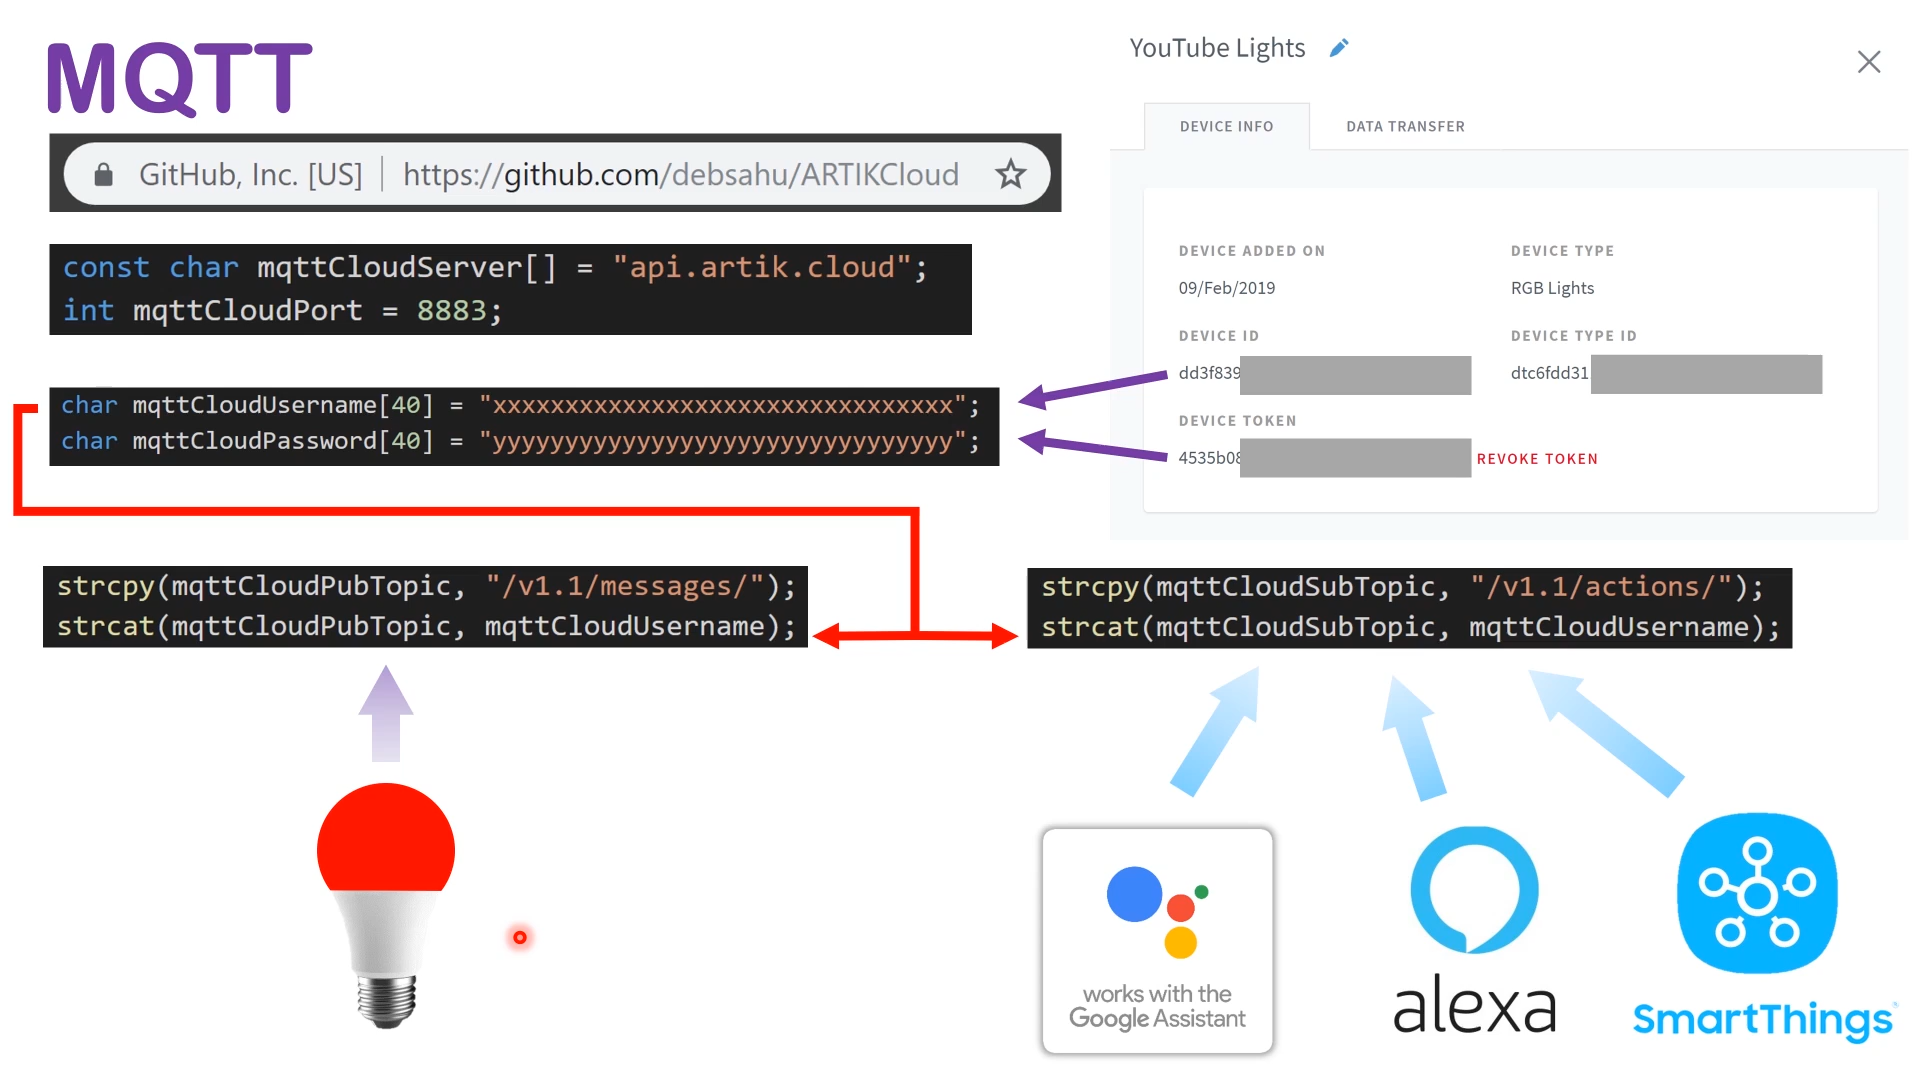 MQTT
GitHub, Inc. [US] | https://github.com/debsahu/ARTIKCloud
const char mqttCloudServer[] = "api.artik.cloud";
int mqttCloudPort = 8883;
char mqttCloudUsername[40] = "xxxxxxxxxxxxxxxxxxxxxxxxxxxxxxxx";
char mqttCloudPassword[40] = "yyyyyyyyyyyyyyyyyyyyyyyyyyyyyyyy";
YouTube Lights
DEVICE INFO
DATA TRANSFER
DEVICE ADDED ON
09/Feb/2019
DEVICE TYPE
RGB Lights
DEVICE ID
dd3f839
DEVICE TYPE ID
dtc6fdd31
DEVICE TOKEN
4535b08
REVOKE TOKEN
strcpy(mqttCloudPubTopic, "/v1.1/messages/");
strcat(mqttCloudPubTopic, mqttCloudUsername);
strcpy(mqttCloudSubTopic, "/v1.1/actions/");
strcat(mqttCloudSubTopic, mqttCloudUsername);
works with the
Google Assistant
alexa
SmartThings